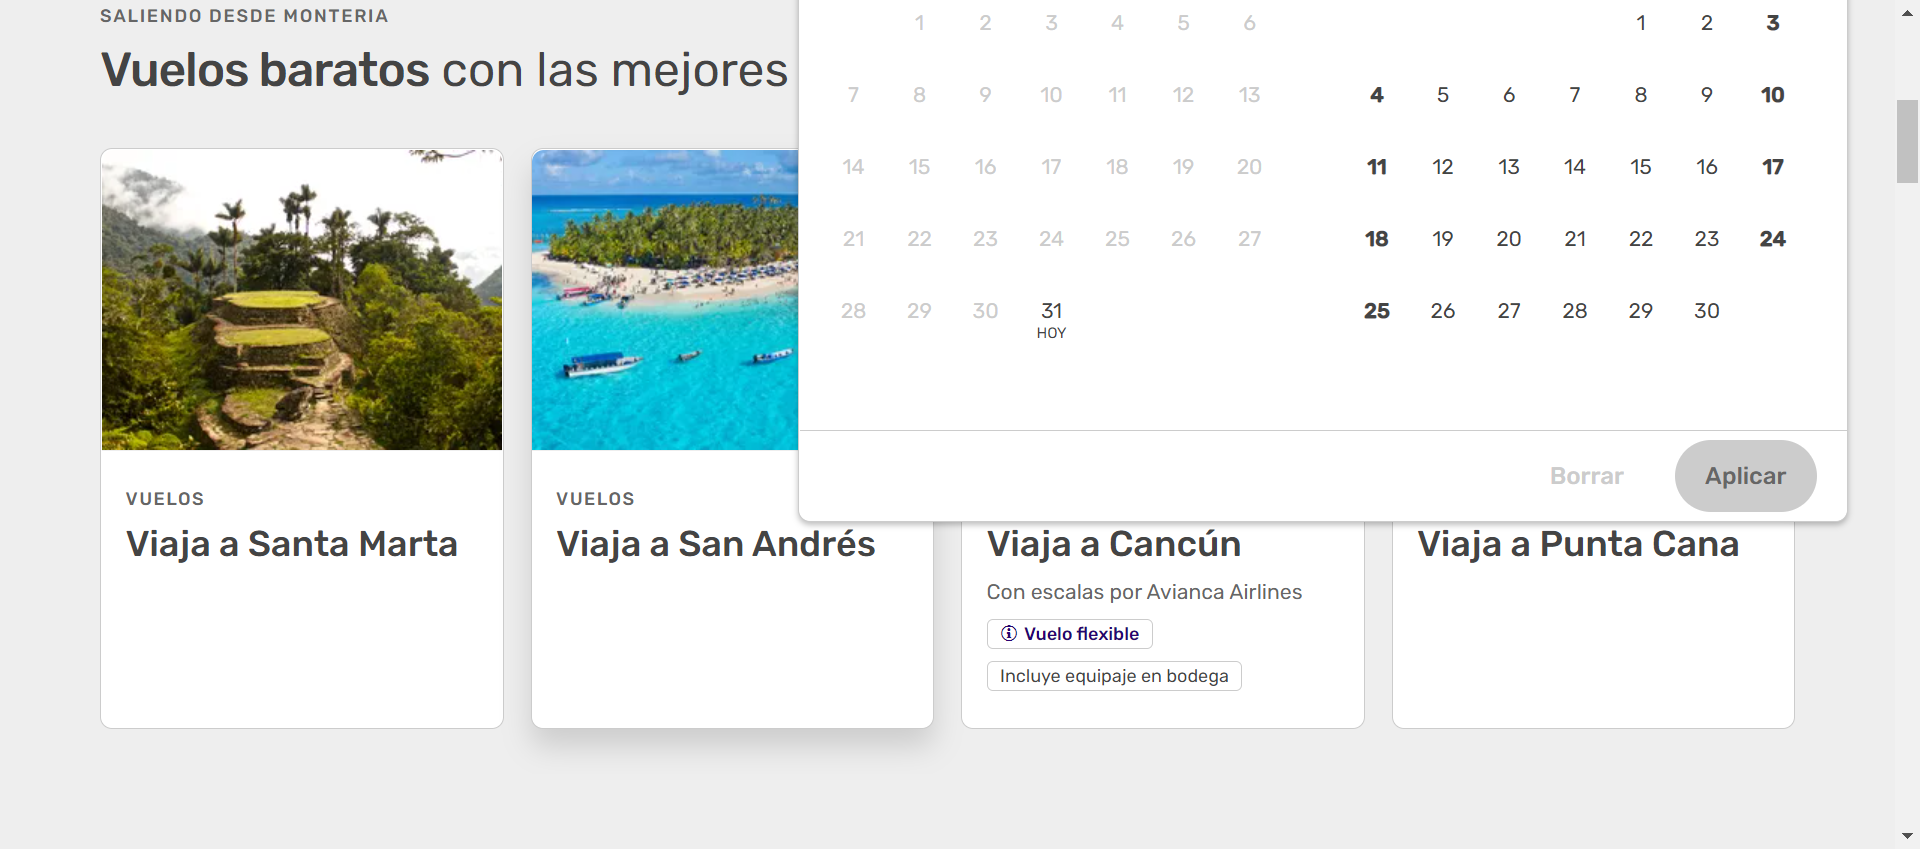 SALIENDO DESDE MONTERIA
Vuelos baratos con las mejores
1 2 3 4 5 6
7 8 9 10 11 12 13
14 15 16 17 18 19 20
21 22 23 24 25 26 27
28 29 30 31
HOY
1 2 3
4 5 6 7 8 9 10
11 12 13 14 15 16 17
18 19 20 21 22 23 24
25 26 27 28 29 30
Borrar Aplicar
VUELOS
Viaja a Santa Marta
VUELOS
Viaja a San Andrés
Viaja a Cancún
Con escalas por Avianca Airlines
Vuelo flexible
Incluye equipaje en bodega
Viaja a Punta Cana